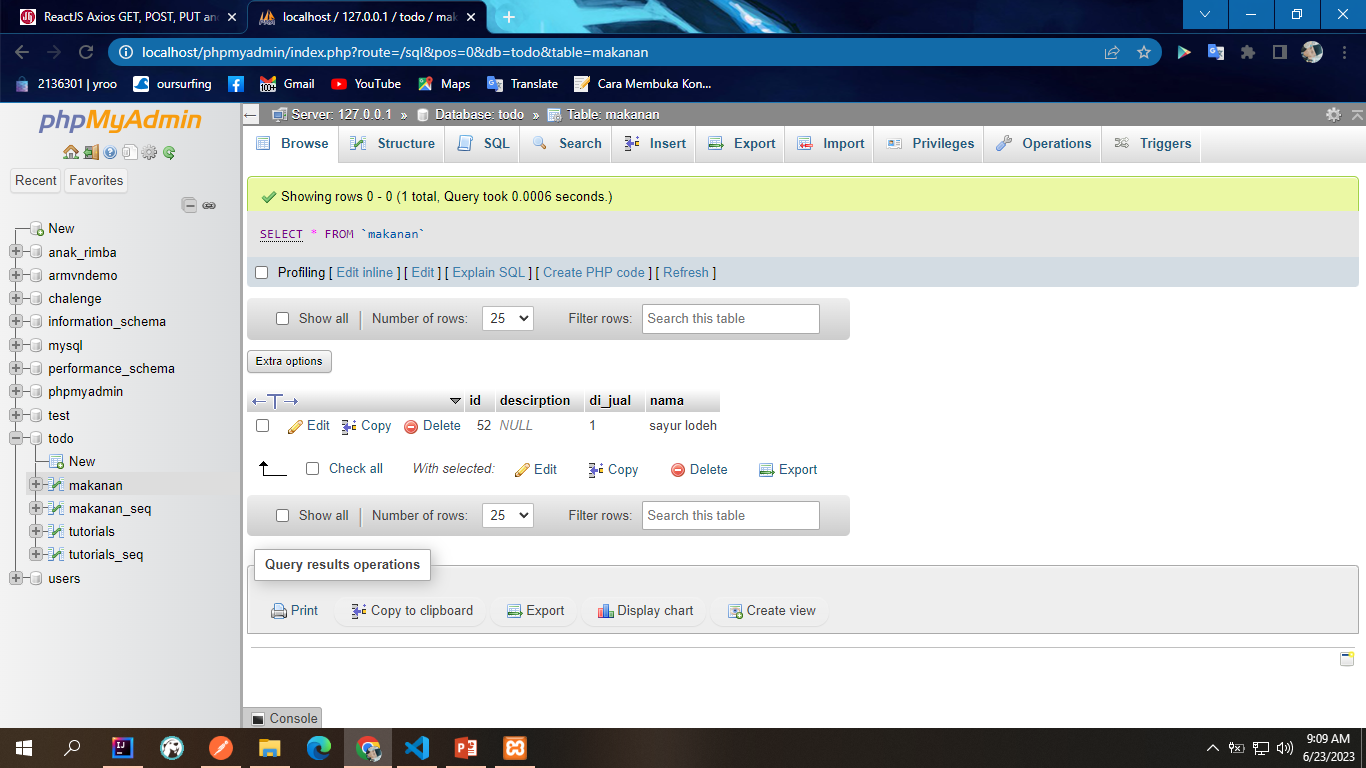 ReactJS Axios GET, POST, PUT and
localhost / 127.0.0.1 / todo / mak
localhost/phpmyadmin/index.php?route=/sql&pos=0&db=todo&table=makanan
2136301 | yroo
oursurfing
100+
Gmail
YouTube
Maps
Translate
Cara Membuka Kon...
phpMyAdmin
Recent
Favorites
New
anak_rimba
armvndemo
chalenge
information_schema
mysql
performance_schema
phpmyadmin
test
todo
New
makanan
makanan_seq
tutorials
tutorials_seq
users
Server: 127.0.0.1 » Database: todo » Table: makanan
Browse Structure SQL Search Insert Export Import Privileges Operations Triggers
Showing rows 0 - 0 (1 total, Query took 0.0006 seconds.)
SELECT * FROM `makanan`
Profiling [ Edit inline ] [ Edit ] [ Explain SQL ] [ Create PHP code ] [ Refresh ]
Show all | Number of rows: 25 Filter rows: Search this table
Extra options
←T→ id descirption di_jual nama
Edit Copy Delete 52 NULL 1 sayur lodeh
Check all With selected: Edit Copy Delete Export
Show all | Number of rows: 25 Filter rows: Search this table
Query results operations
Print Copy to clipboard Export Display chart Create view
Console
9:09 AM
6/23/2023